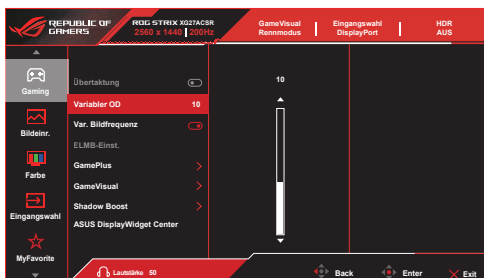 REPUBLIC OF GAMERS
ROG STRIX XG27ACSR
2560 x 1440 200Hz
GameVisual
Rennmodus
Eingangswahl
DisplayPort
HDR
AUS
Gaming
Bildeinr.
Farbe
Eingangswahl
MyFavorite
Übertaktung
Variabler OD 10
Var. Bildfrequenz
ELMB-Einst.
GamePlus
GameVisual
Shadow Boost
ASUS DisplayWidget Center
10
Lautstärke 50
Back
Enter
Exit